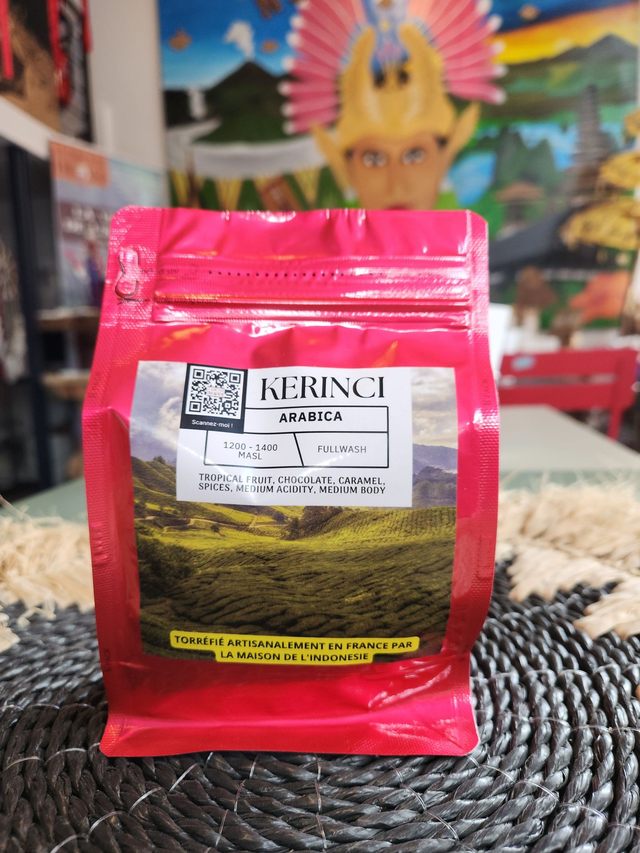 KERINCI
Scannez-moi !
ARABICA
1200 - 1400
MASL
FULLWASH
TROPICAL FRUIT, CHOCOLATE, CARAMEL,
SPICES, MEDIUM ACIDITY, MEDIUM BODY
TORRÉFIÉ ARTISANALEMENT EN FRANCE PAR
LA MAISON DE L'INDONESIE